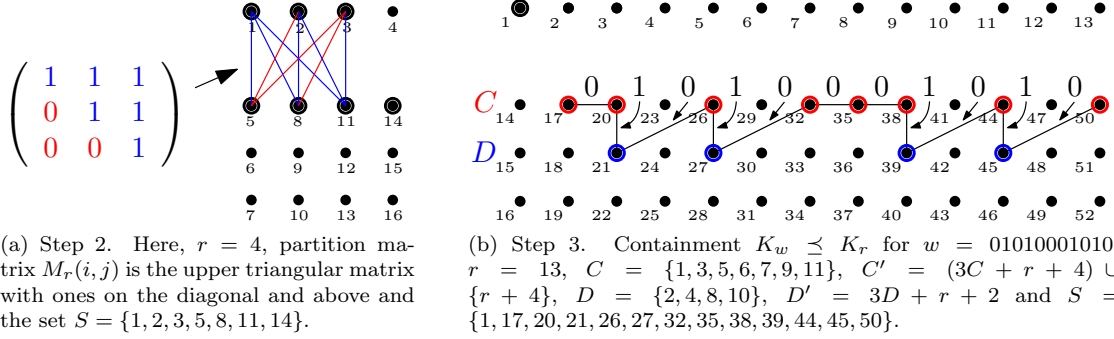 1 1 1
0 1 1
0 0 1
1 2 3 4
5 8 11 14
6 9 12 15
7 10 13 16
(a) Step 2. Here, r = 4, partition ma-
trix M_r(i, j) is the upper triangular matrix
with ones on the diagonal and above and
the set S = {1, 2, 3, 5, 8, 11, 14}.
1 2 3 4 5 6 7 8 9 10 11 12 13
0 1 0 1 0 0 0 1 0 1 0
C 14 17 20 23 26 29 32 35 38 41 44 47 50
D 15 18 21 24 27 30 33 36 39 42 45 48 51
16 19 22 25 28 31 34 37 40 43 46 49 52
(b) Step 3. Containment K_w ⪯ K_r for w = 01010001010,
r = 13, C = {1, 3, 5, 6, 7, 9, 11}, C′ = (3C + r + 4) ∪
{r + 4}, D = {2, 4, 8, 10}, D′ = 3D + r + 2 and S =
{1, 17, 20, 21, 26, 27, 32, 35, 38, 39, 44, 45, 50}.